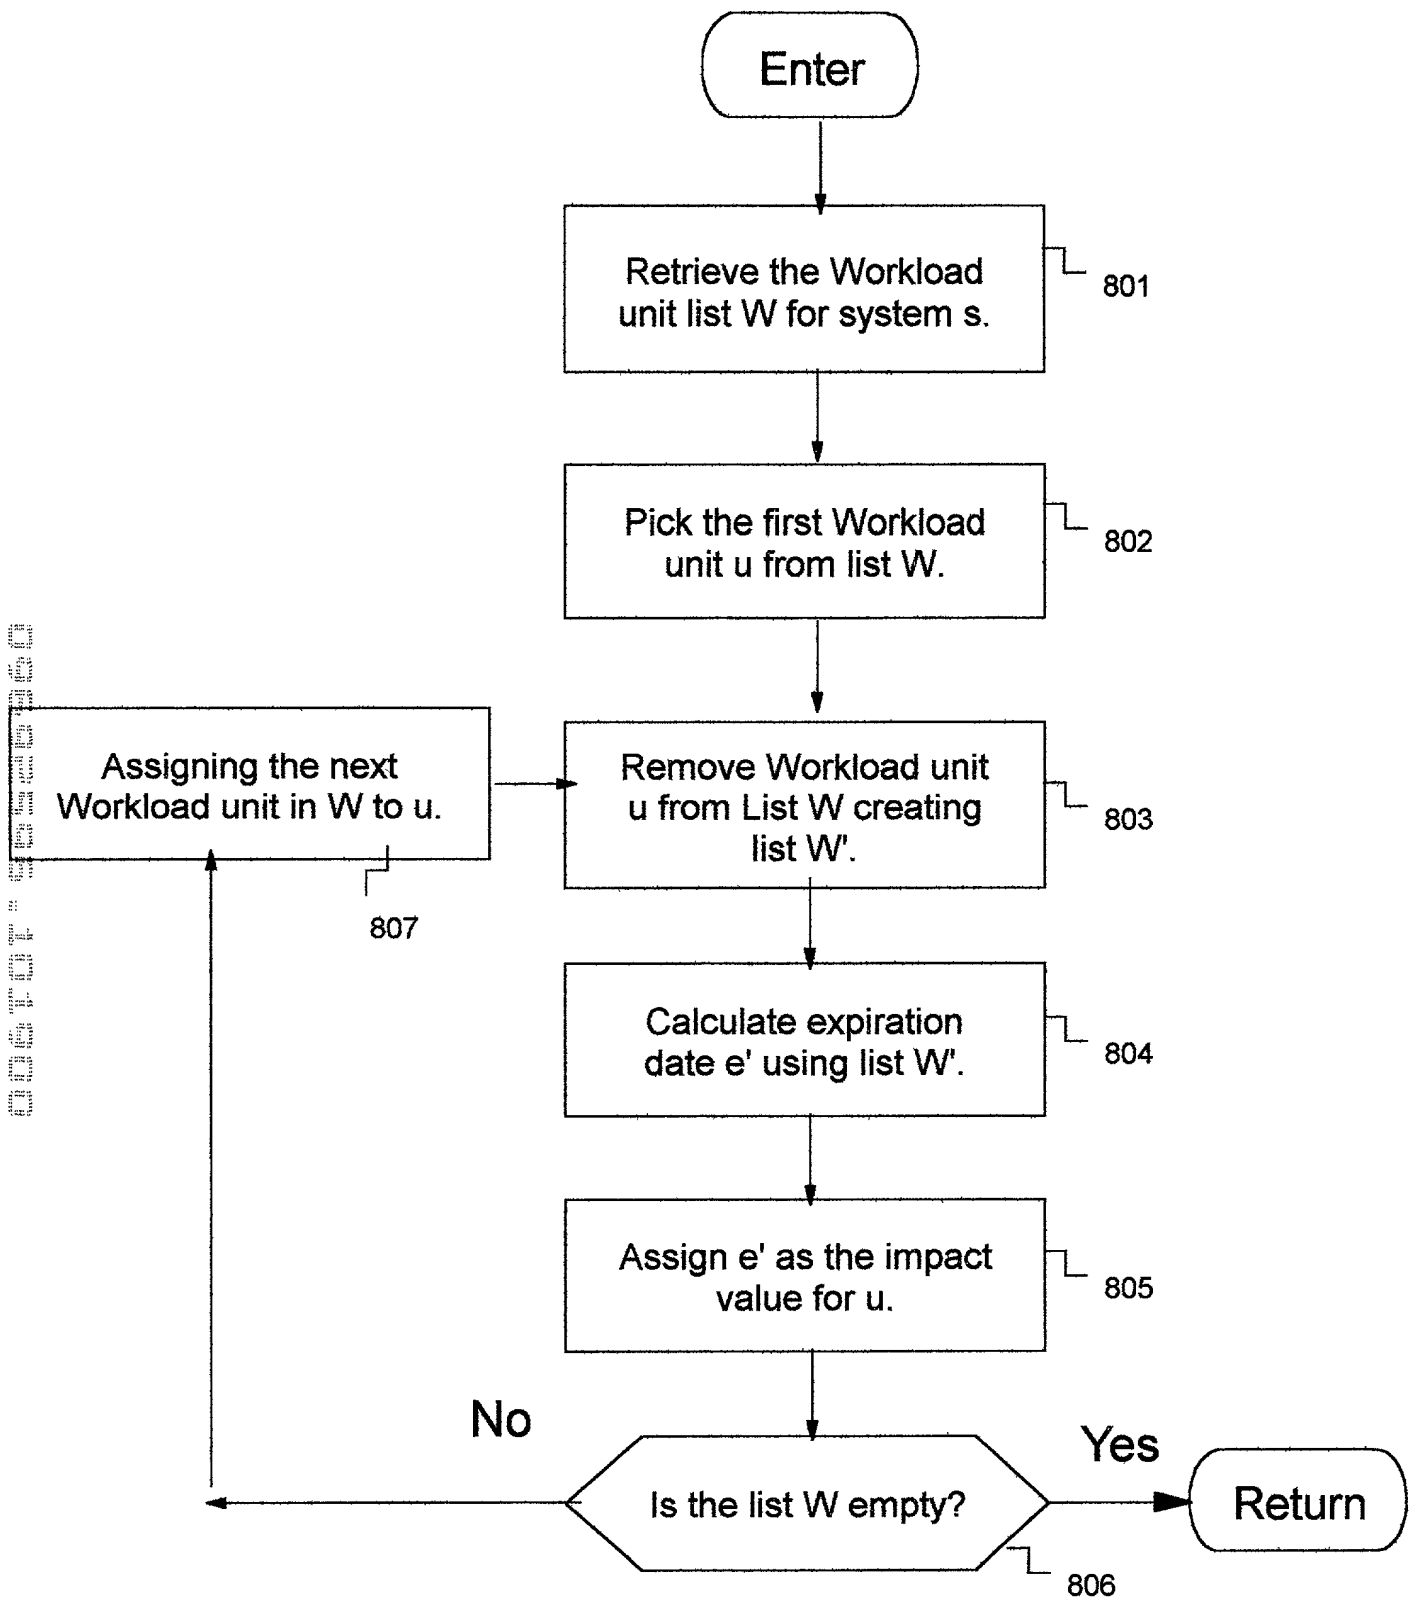 Enter
Retrieve the Workload
unit list W for system s.
801
Pick the first Workload
unit u from list W.
802
Assigning the next
Workload unit in W to u.
807
Remove Workload unit
u from List W creating
list W'.
803
Calculate expiration
date e' using list W'.
804
Assign e' as the impact
value for u.
805
No
Is the list W empty?
806
Yes
Return